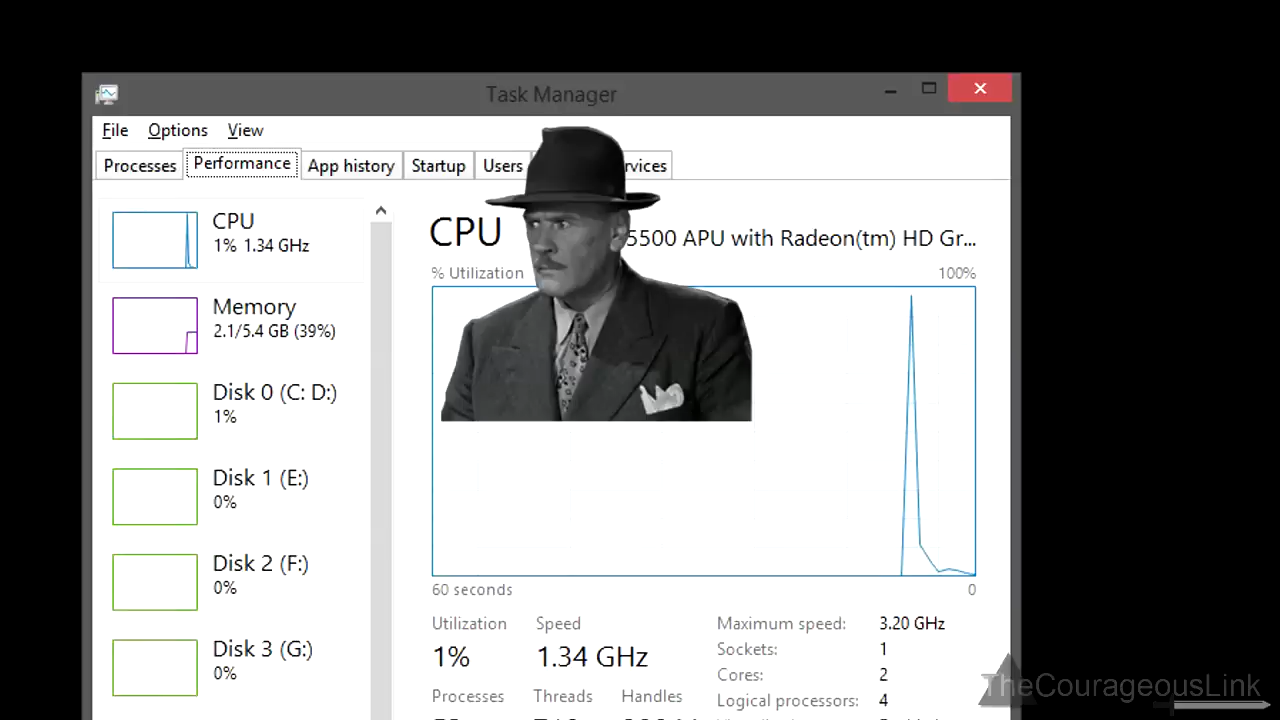 Task Manager
File Options View
Processes Performance App history Startup Users rvices
CPU
1% 1.34 GHz
Memory
2.1/5.4 GB (39%)
Disk 0 (C: D:)
1%
Disk 1 (E:)
0%
Disk 2 (F:)
0%
Disk 3 (G:)
0%
CPU 5500 APU with Radeon(tm) HD Gr...
% Utilization 100%
60 seconds 0
Utilization Speed
1% 1.34 GHz
Processes Threads Handles
Maximum speed: 3.20 GHz
Sockets: 1
Cores: 2
Logical processors: 4
TheCourageousLink